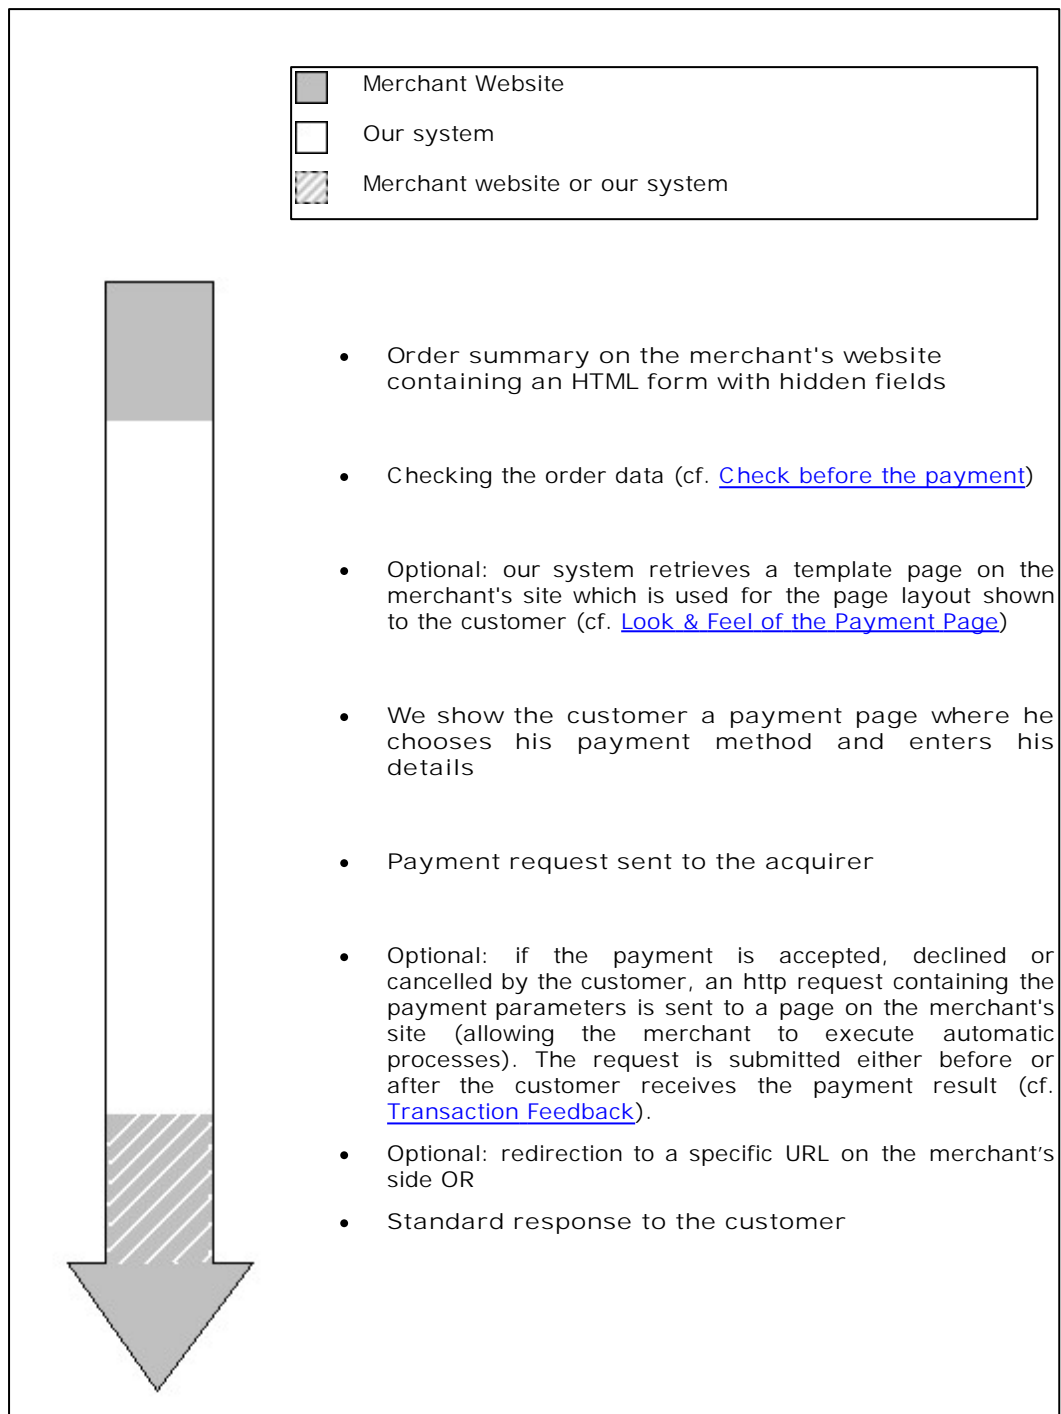 Merchant Website
Our system
Merchant website or our system
• Order summary on the merchant's website
containing an HTML form with hidden fields
• Checking the order data (cf. Check before the payment)
• Optional: our system retrieves a template page on the
merchant's site which is used for the page layout shown
to the customer (cf. Look & Feel of the Payment Page)
• We show the customer a payment page where he
chooses his payment method and enters his
details
• Payment request sent to the acquirer
• Optional: if the payment is accepted, declined or
cancelled by the customer, an http request containing the
payment parameters is sent to a page on the merchant's
site (allowing the merchant to execute automatic
processes). The request is submitted either before or
after the customer receives the payment result (cf.
Transaction Feedback).
• Optional: redirection to a specific URL on the merchant’s
side OR
• Standard response to the customer